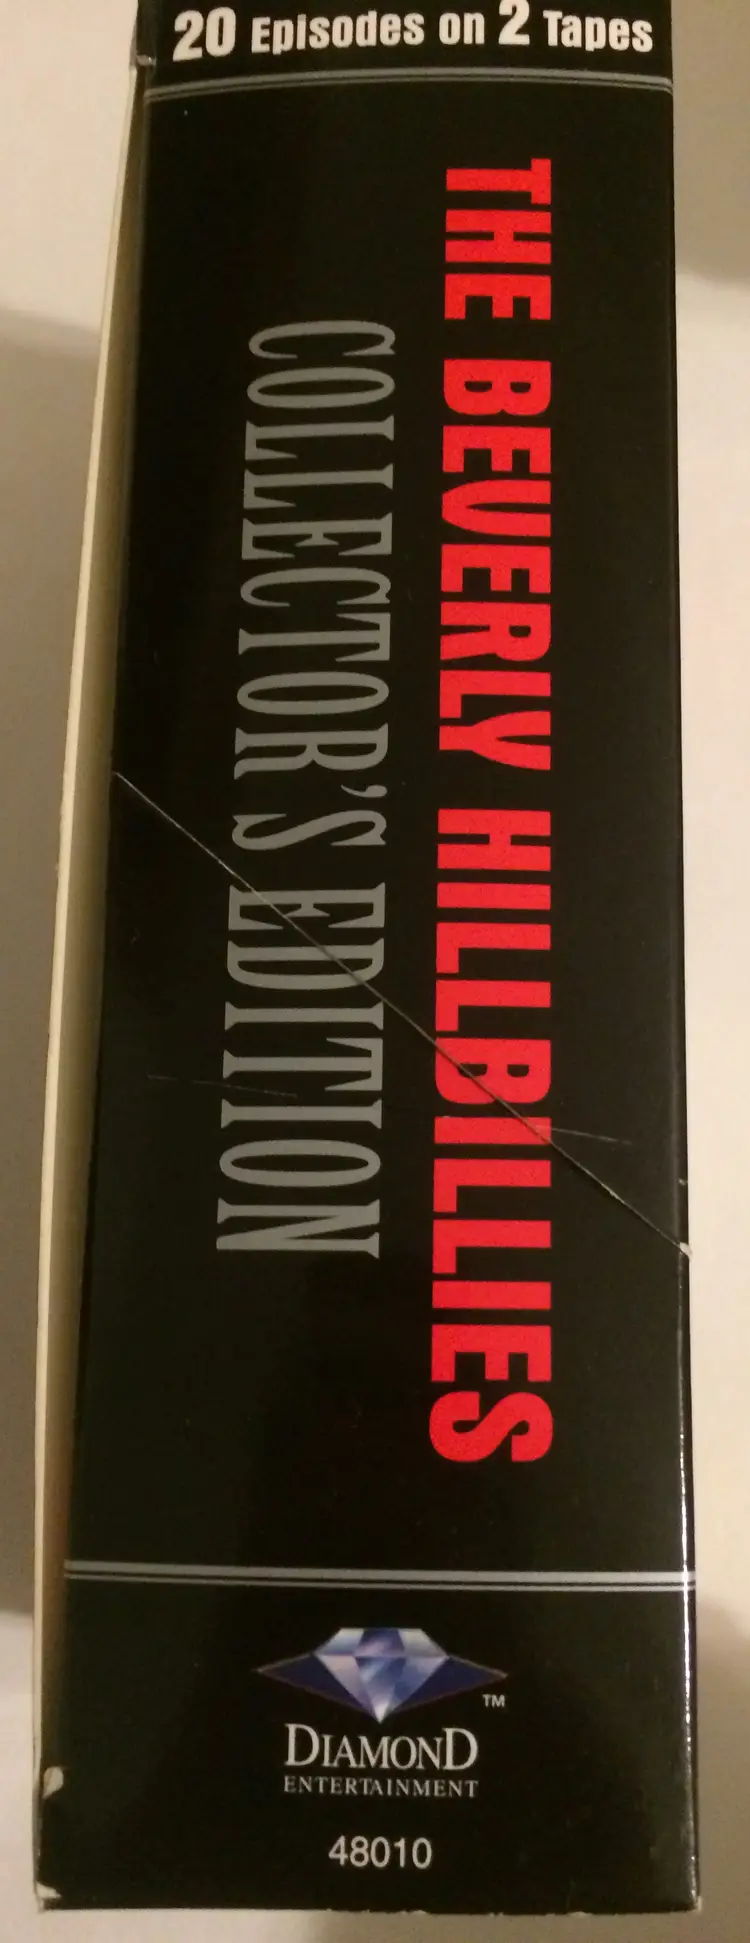 20 Episodes on 2 Tapes
THE BEVERLY HILLBILLIES
COLLECTOR'S EDITION
TM
DIAMOND
ENTERTAINMENT
48010